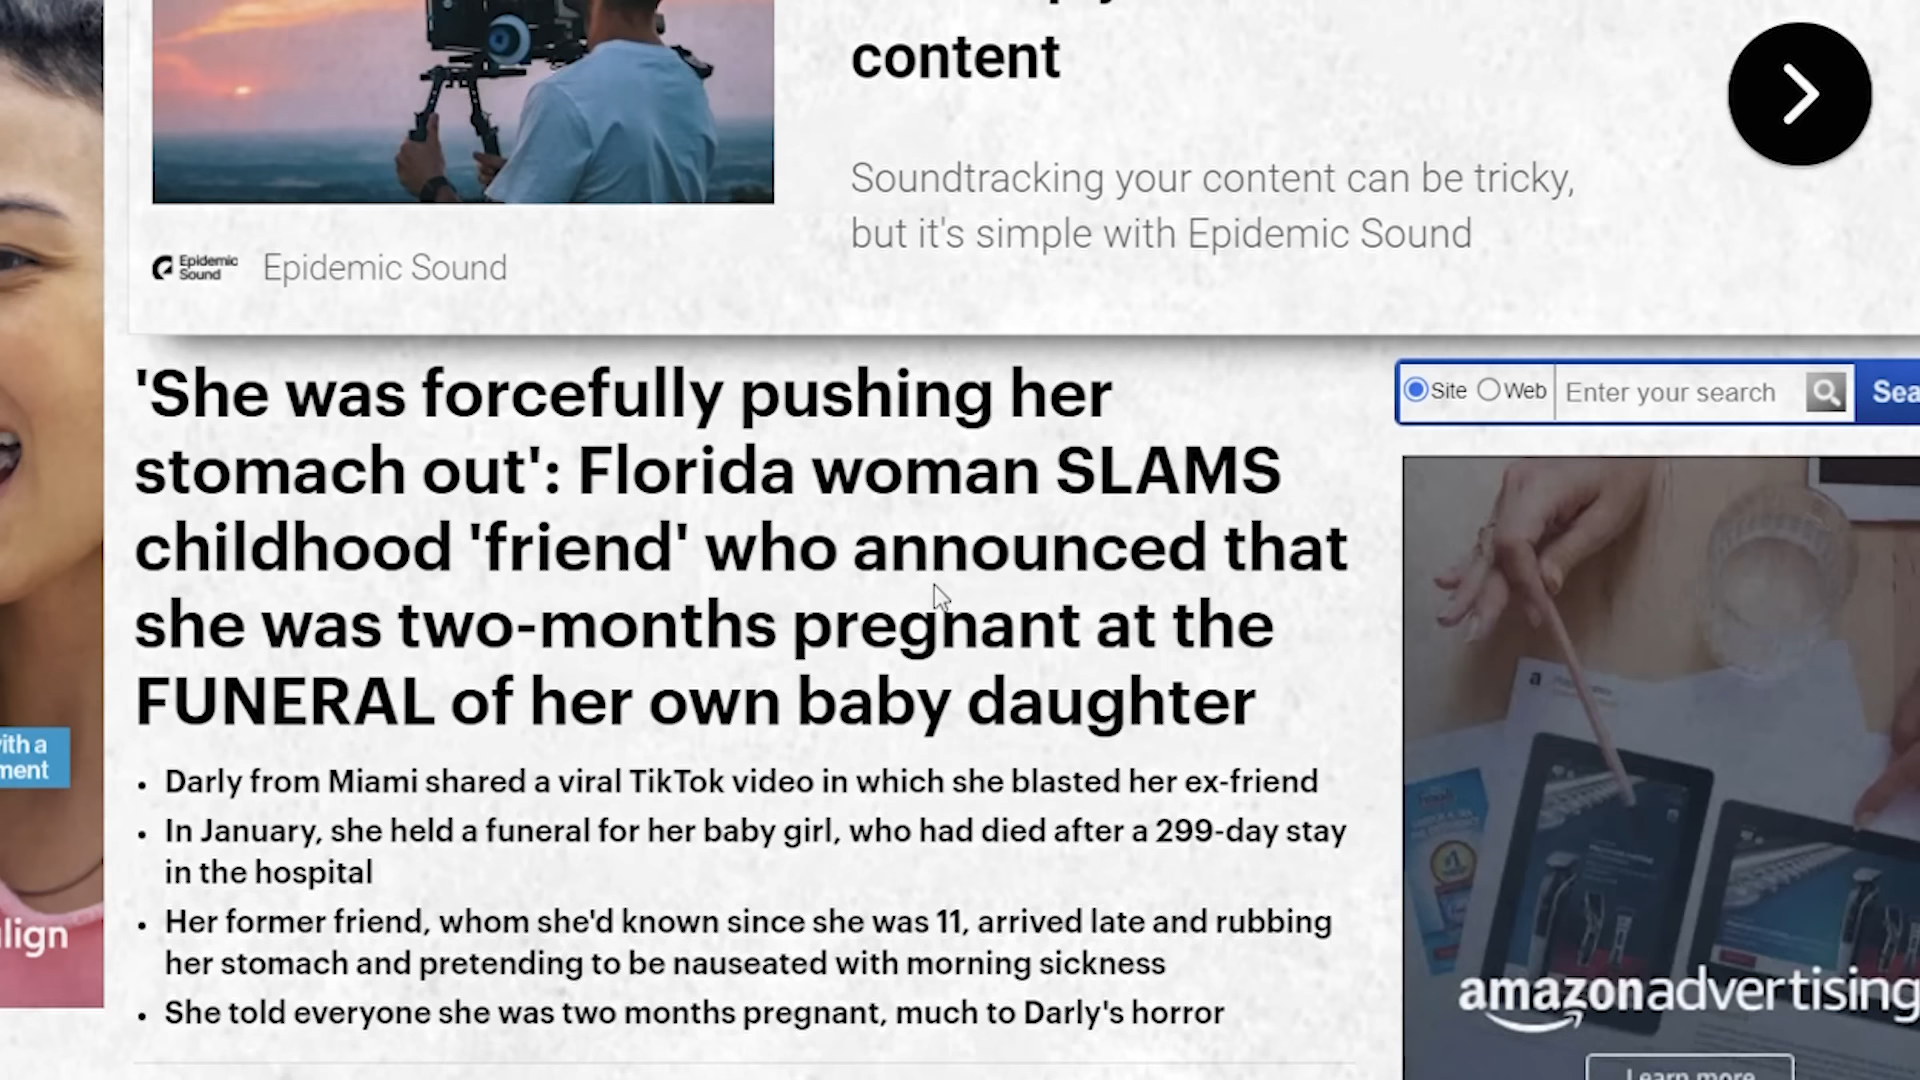 content
Soundtracking your content can be tricky,
but it's simple with Epidemic Sound
Epidemic
Sound
Epidemic Sound
'She was forcefully pushing her
stomach out': Florida woman SLAMS
childhood 'friend' who announced that
she was two-months pregnant at the
FUNERAL of her own baby daughter
Site Web Enter your search
Darly from Miami shared a viral TikTok video in which she blasted her ex-friend
In January, she held a funeral for her baby girl, who had died after a 299-day stay
in the hospital
Her former friend, whom she'd known since she was 11, arrived late and rubbing
her stomach and pretending to be nauseated with morning sickness
She told everyone she was two months pregnant, much to Darly's horror
with a
amazonadvertising
Learn more